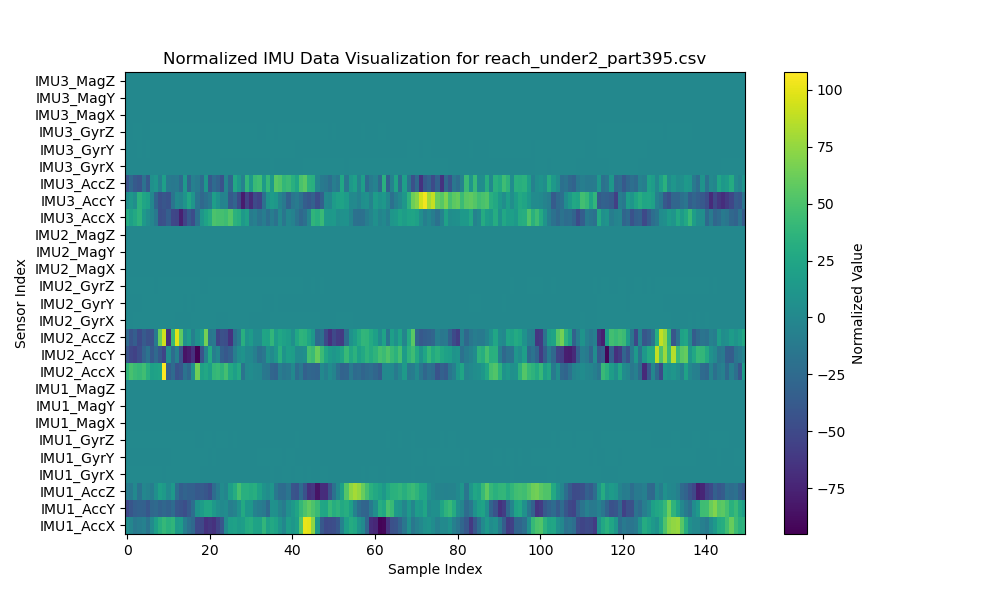 Normalized IMU Data Visualization for reach_under2_part395.csv
IMU3_MagZ
IMU3_MagY
IMU3_MagX
IMU3_GyrZ
IMU3_GyrY
IMU3_GyrX
IMU3_AccZ
IMU3_AccY
IMU3_AccX
IMU2_MagZ
IMU2_MagY
IMU2_MagX
IMU2_GyrZ
IMU2_GyrY
IMU2_GyrX
IMU2_AccZ
IMU2_AccY
IMU2_AccX
IMU1_MagZ
IMU1_MagY
IMU1_MagX
IMU1_GyrZ
IMU1_GyrY
IMU1_GyrX
IMU1_AccZ
IMU1_AccY
IMU1_AccX
Sensor Index
0 20 40 60 80 100 120 140
Sample Index
100
75
50
25
0
−25
−50
−75
Normalized Value